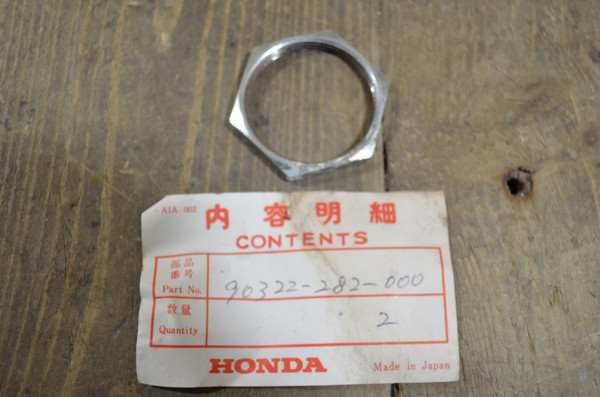 A1A 002
内容明細
CONTENTS
部品
番号
Part No. 90322-282-000
数量
Quantity 2
HONDA Made in Japan